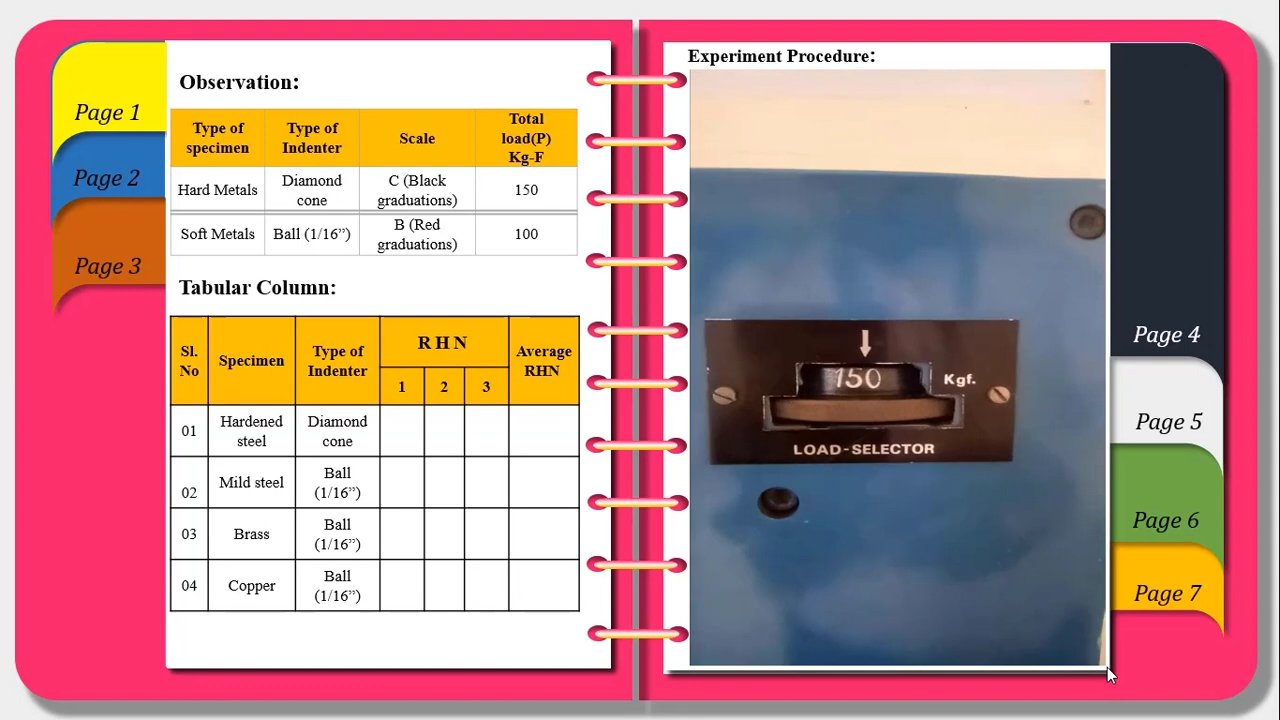 Page 1
Page 2
Page 3
Observation:
Type of specimen | Type of Indenter | Scale | Total load(P) Kg-F
Hard Metals | Diamond cone | C (Black graduations) | 150
Soft Metals | Ball (1/16”) | B (Red graduations) | 100
Tabular Column:
Sl. No | Specimen | Type of Indenter | R H N | Average RHN
1 | 2 | 3
01 | Hardened steel | Diamond cone
02 | Mild steel | Ball (1/16”)
03 | Brass | Ball (1/16”)
04 | Copper | Ball (1/16”)
Experiment Procedure:
150
Kgf.
LOAD-SELECTOR
Page 4
Page 5
Page 6
Page 7